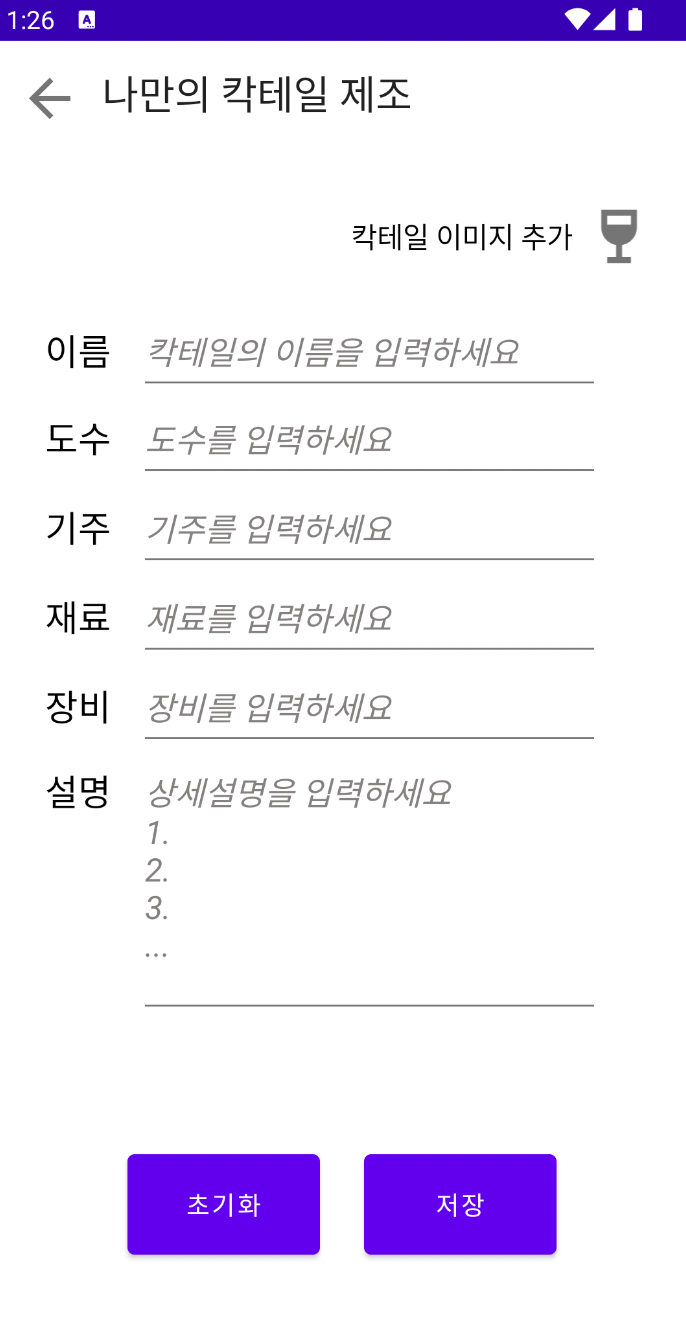 1:26
A
나만의 칵테일 제조
칵테일 이미지 추가
이름 칵테일의 이름을 입력하세요
도수 도수를 입력하세요
기주 기주를 입력하세요
재료 재료를 입력하세요
장비 장비를 입력하세요
설명 상세설명을 입력하세요
1.
2.
3.
...
초기화 저장